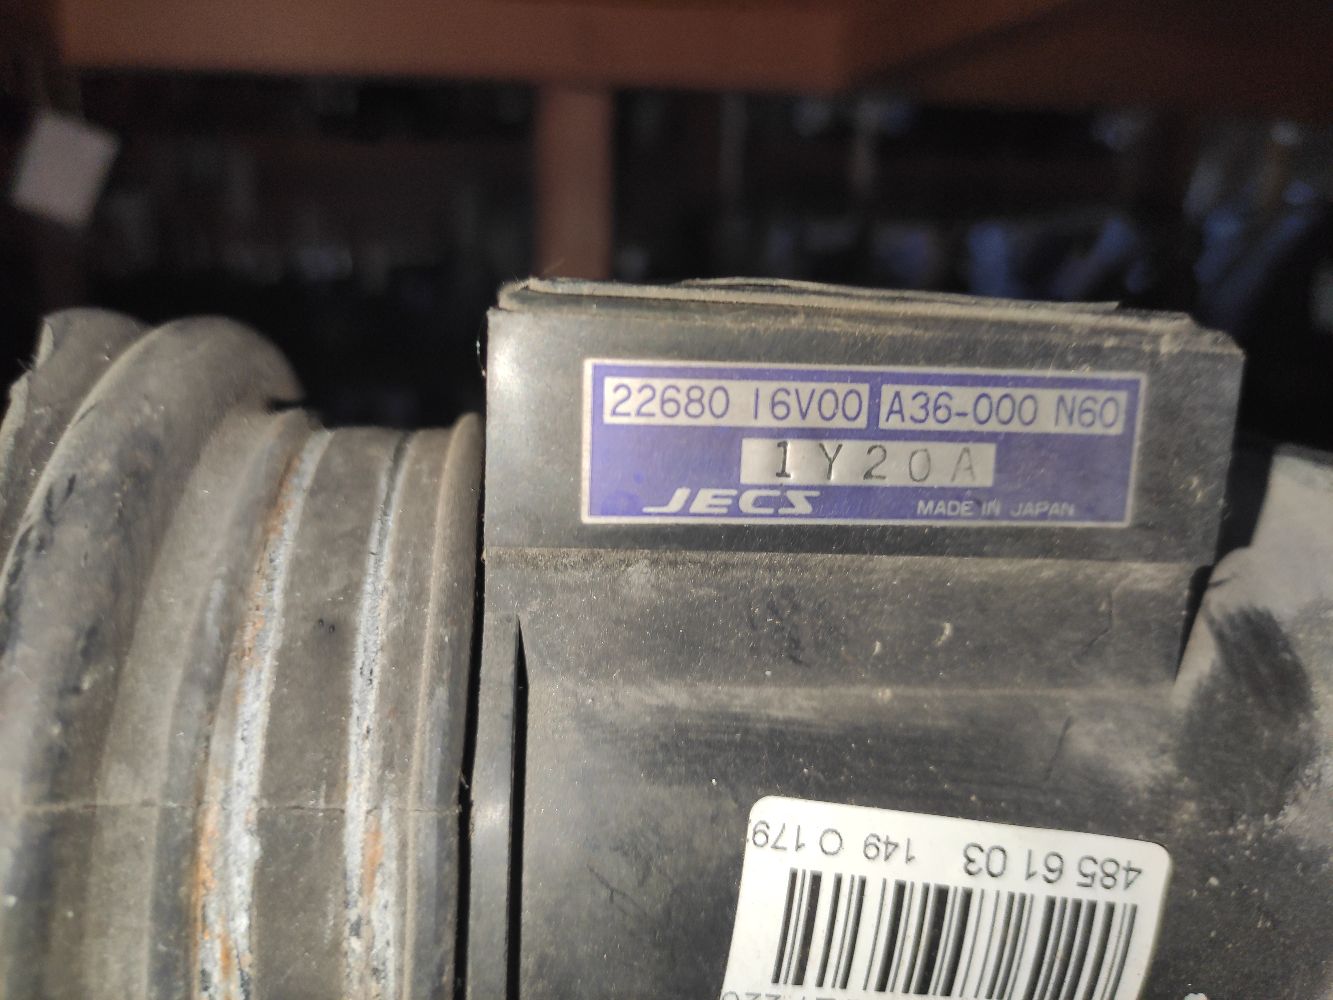 22680 16V00 A36-000 N60
1Y20A
JECS MADE IN JAPAN
485 61 03 149 O 179